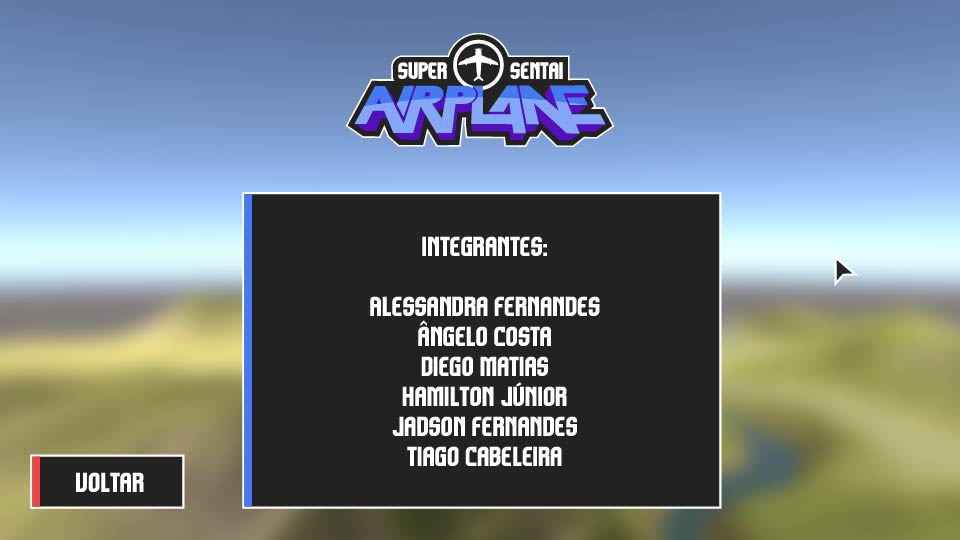 SUPER SENTAI
AIRPLANE
INTEGRANTES:
ALESSANDRA FERNANDES
ÂNGELO COSTA
DIEGO MATIAS
HAMILTON JÚNIOR
JADSON FERNANDES
TIAGO CABELEIRA
VOLTAR